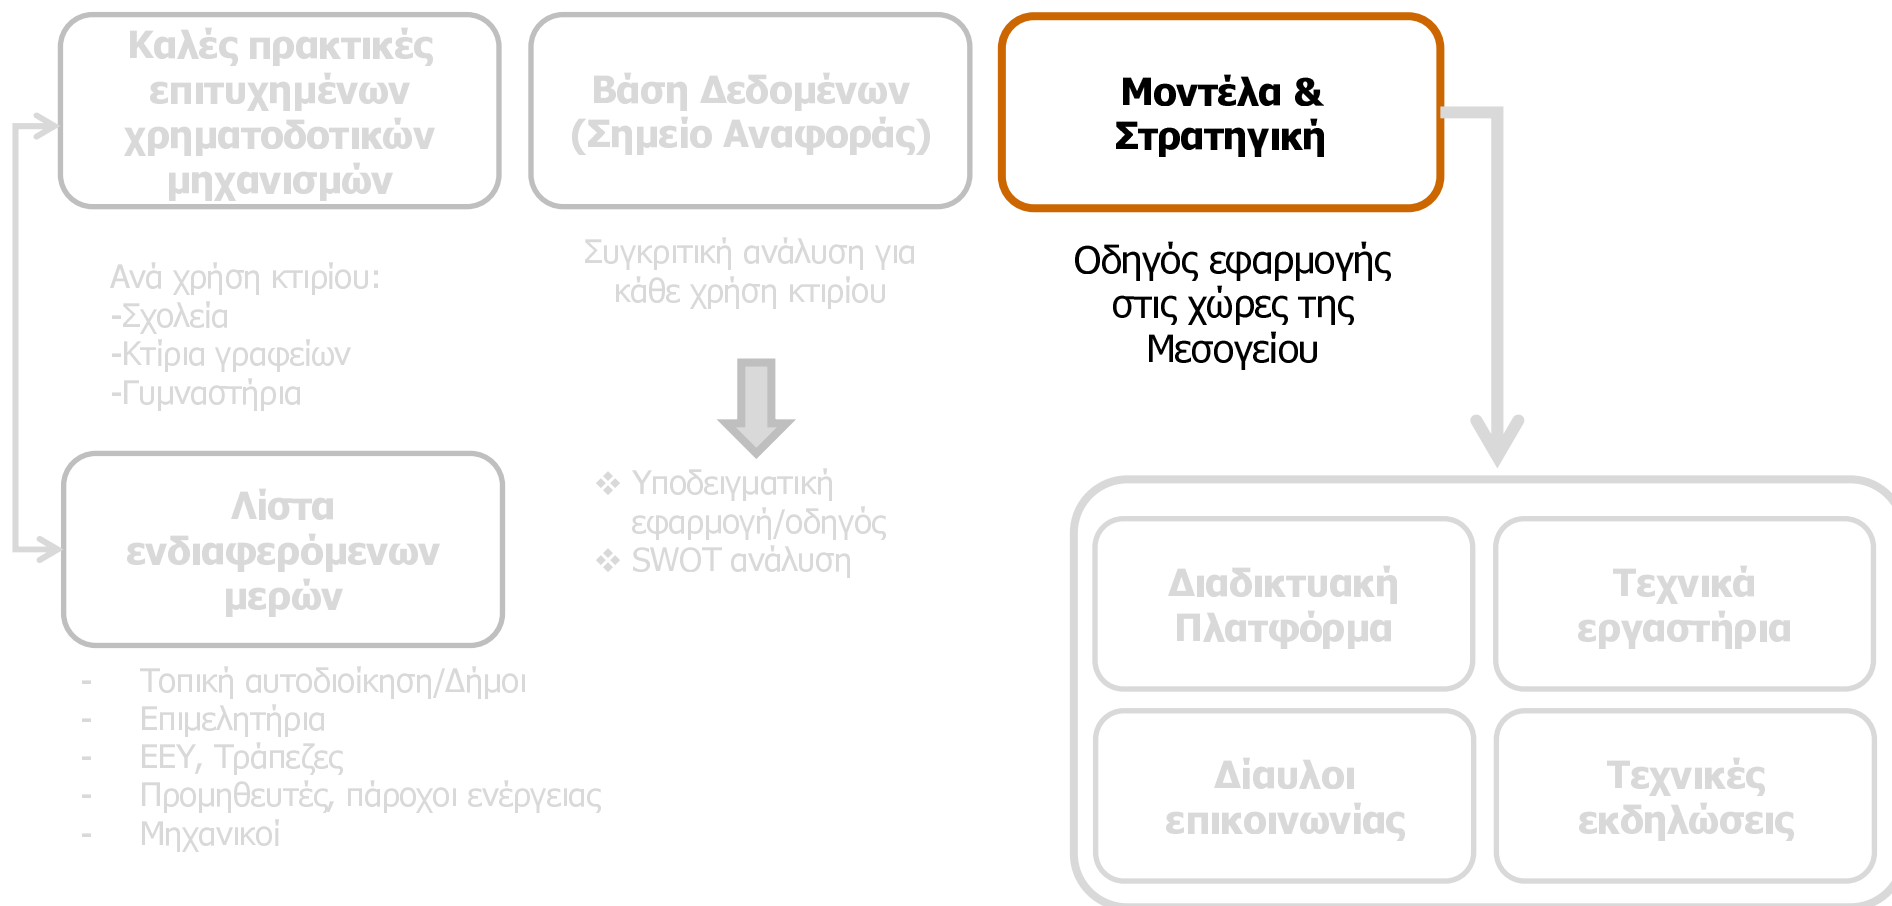 Καλές πρακτικές
επιτυχημένων
χρηματοδοτικών
μηχανισμών
Ανά χρήση κτιρίου:
-Σχολεία
-Κτίρια γραφείων
-Γυμναστήρια
Λίστα
ενδιαφερόμενων
μερών
- Τοπική αυτοδιοίκηση/Δήμοι
- Επιμελητήρια
- ΕΕΥ, Τράπεζες
- Προμηθευτές, πάροχοι ενέργειας
- Μηχανικοί
Βάση Δεδομένων
(Σημείο Αναφοράς)
Συγκριτική ανάλυση για
κάθε χρήση κτιρίου
❖ Υποδειγματική
εφαρμογή/οδηγός
❖ SWOT ανάλυση
Μοντέλα &
Στρατηγική
Οδηγός εφαρμογής
στις χώρες της
Μεσογείου
Διαδικτυακή
Πλατφόρμα
Τεχνικά
εργαστήρια
Δίαυλοι
επικοινωνίας
Τεχνικές
εκδηλώσεις